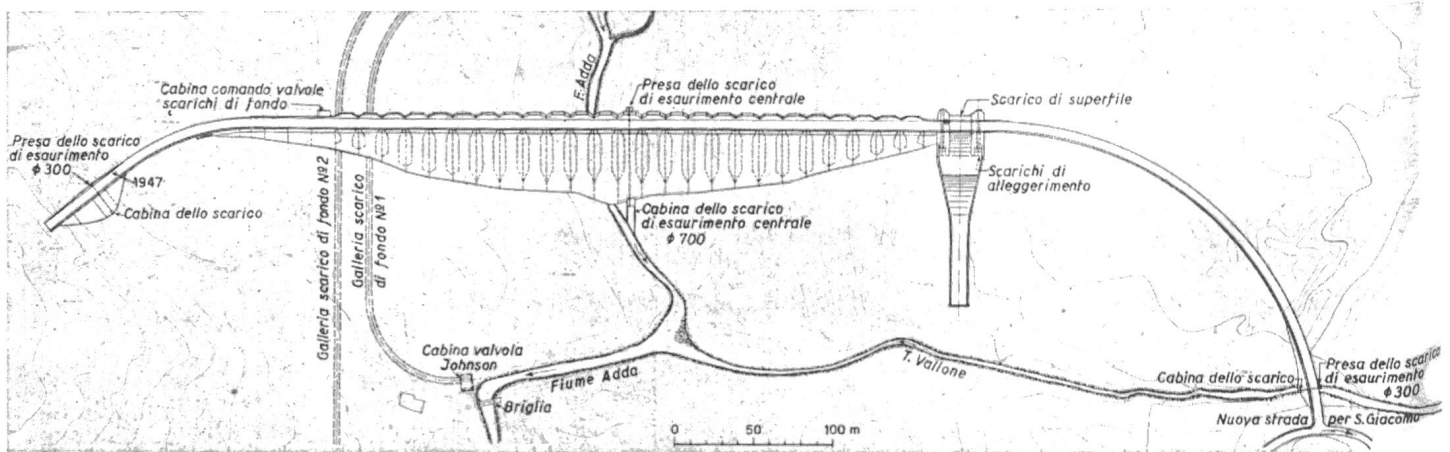 F. Adda
Cabina comando valvole
scarichi di fondo
Presa dello scarico
di esaurimento centrale
Scarico di superfile
Presa dello scarico
di esaurimento
ϕ 300
1947
Cabina dello scarico
Scarichi di
alleggerimento
Galleria scarico di fondo Nº2
Galleria scarico
di fondo Nº1
Cabina dello scarico
di esaurimento centrale
ϕ 700
Cabina valvola
Johnson
Fiume Adda
Briglia
T. Vallone
Cabina dello scarico
Presa dello scarico
di esaurimento
ϕ 300
Nuova strada per S. Giacomo
0 50 100 m